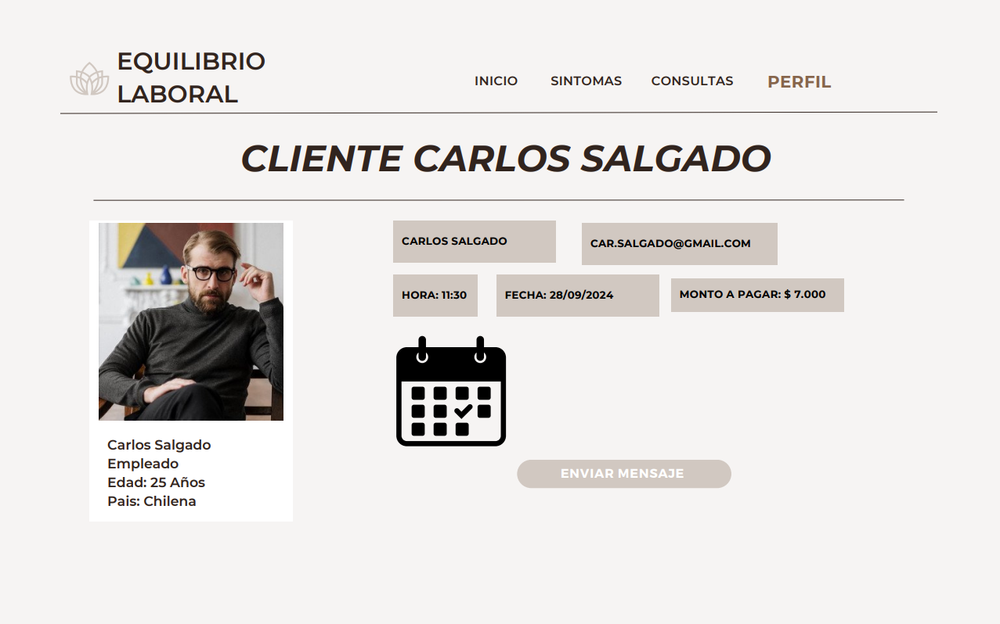 EQUILIBRIO
LABORAL
INICIO
SINTOMAS
CONSULTAS
PERFIL
CLIENTE CARLOS SALGADO
CARLOS SALGADO
CAR.SALGADO@GMAIL.COM
HORA: 11:30
FECHA: 28/09/2024
MONTO A PAGAR: $ 7.000
ENVIAR MENSAJE
Carlos Salgado
Empleado
Edad: 25 Años
Pais: Chilena